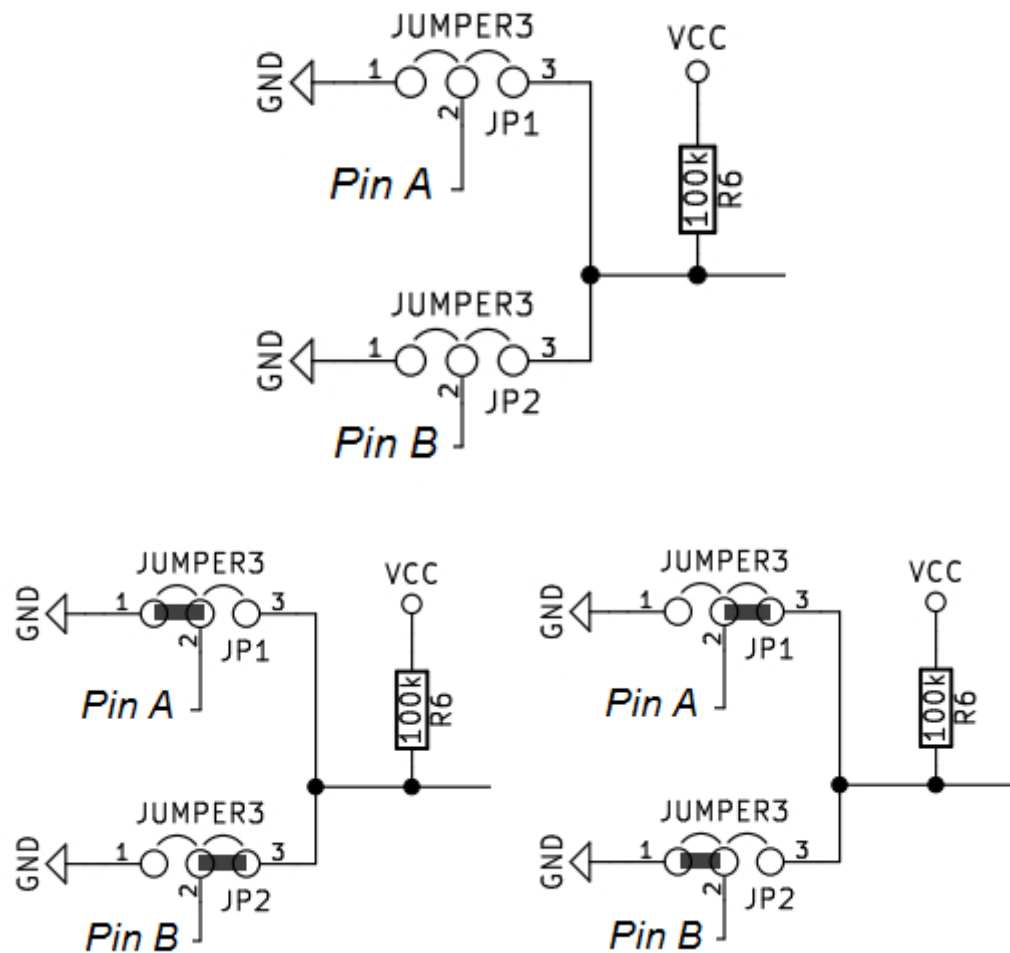 JUMPER3
VCC
GND
1
3
2
JP1
Pin A
100k
R6
JUMPER3
GND
1
3
2
JP2
Pin B
JUMPER3
VCC
GND
1
3
2
JP1
Pin A
100k
R6
JUMPER3
GND
1
3
2
JP2
Pin B
JUMPER3
VCC
GND
1
3
2
JP1
Pin A
100k
R6
JUMPER3
GND
1
3
2
JP2
Pin B